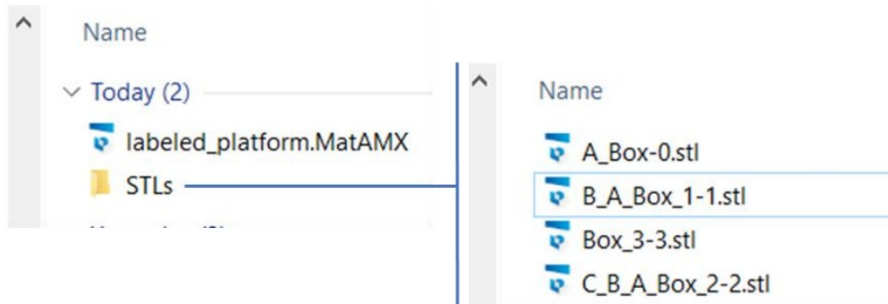 Name
Today (2)
labeled_platform.MatAMX
STLs
Name
A_Box-0.stl
B_A_Box_1-1.stl
Box_3-3.stl
C_B_A_Box_2-2.stl